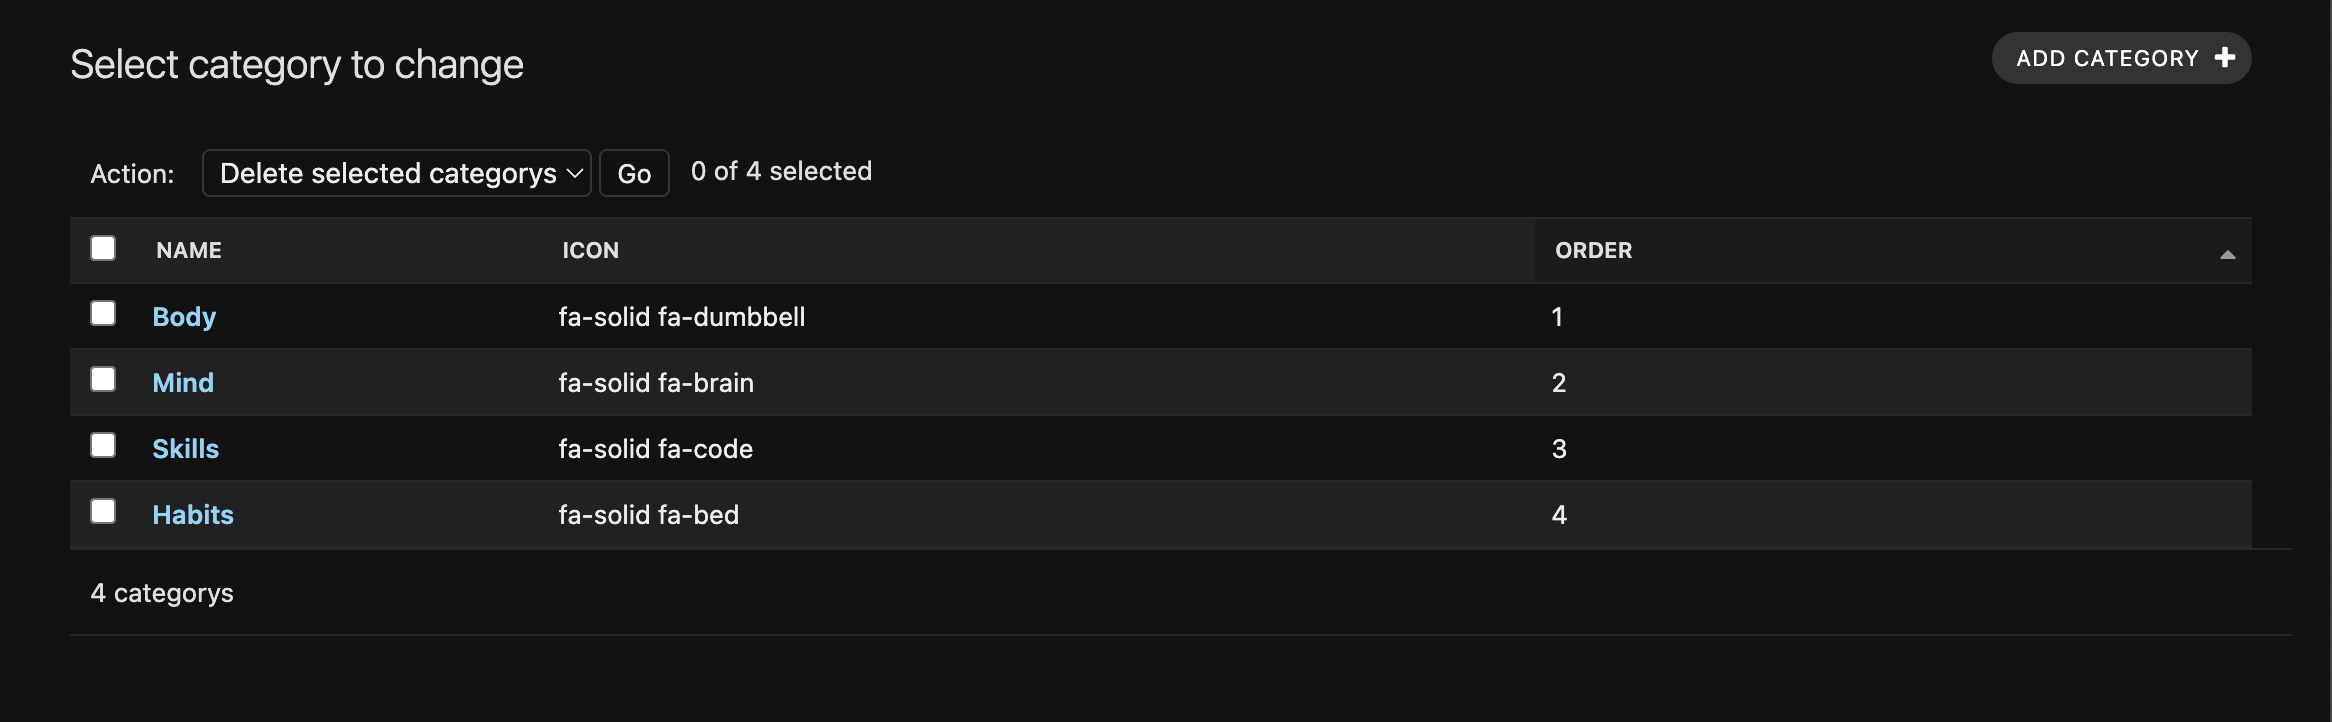 Select category to change
ADD CATEGORY
Action: Delete selected categorys Go 0 of 4 selected
NAME ICON ORDER
Body fa-solid fa-dumbbell 1
Mind fa-solid fa-brain 2
Skills fa-solid fa-code 3
Habits fa-solid fa-bed 4
4 categorys